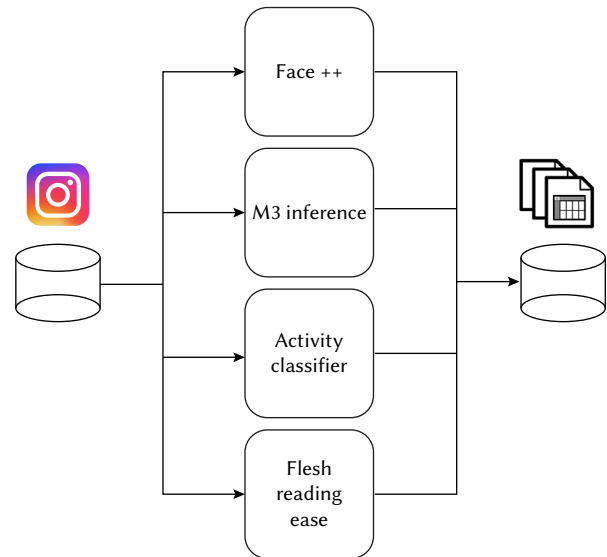 Face ++
M3 inference
Activity
classifier
Flesh
reading
ease